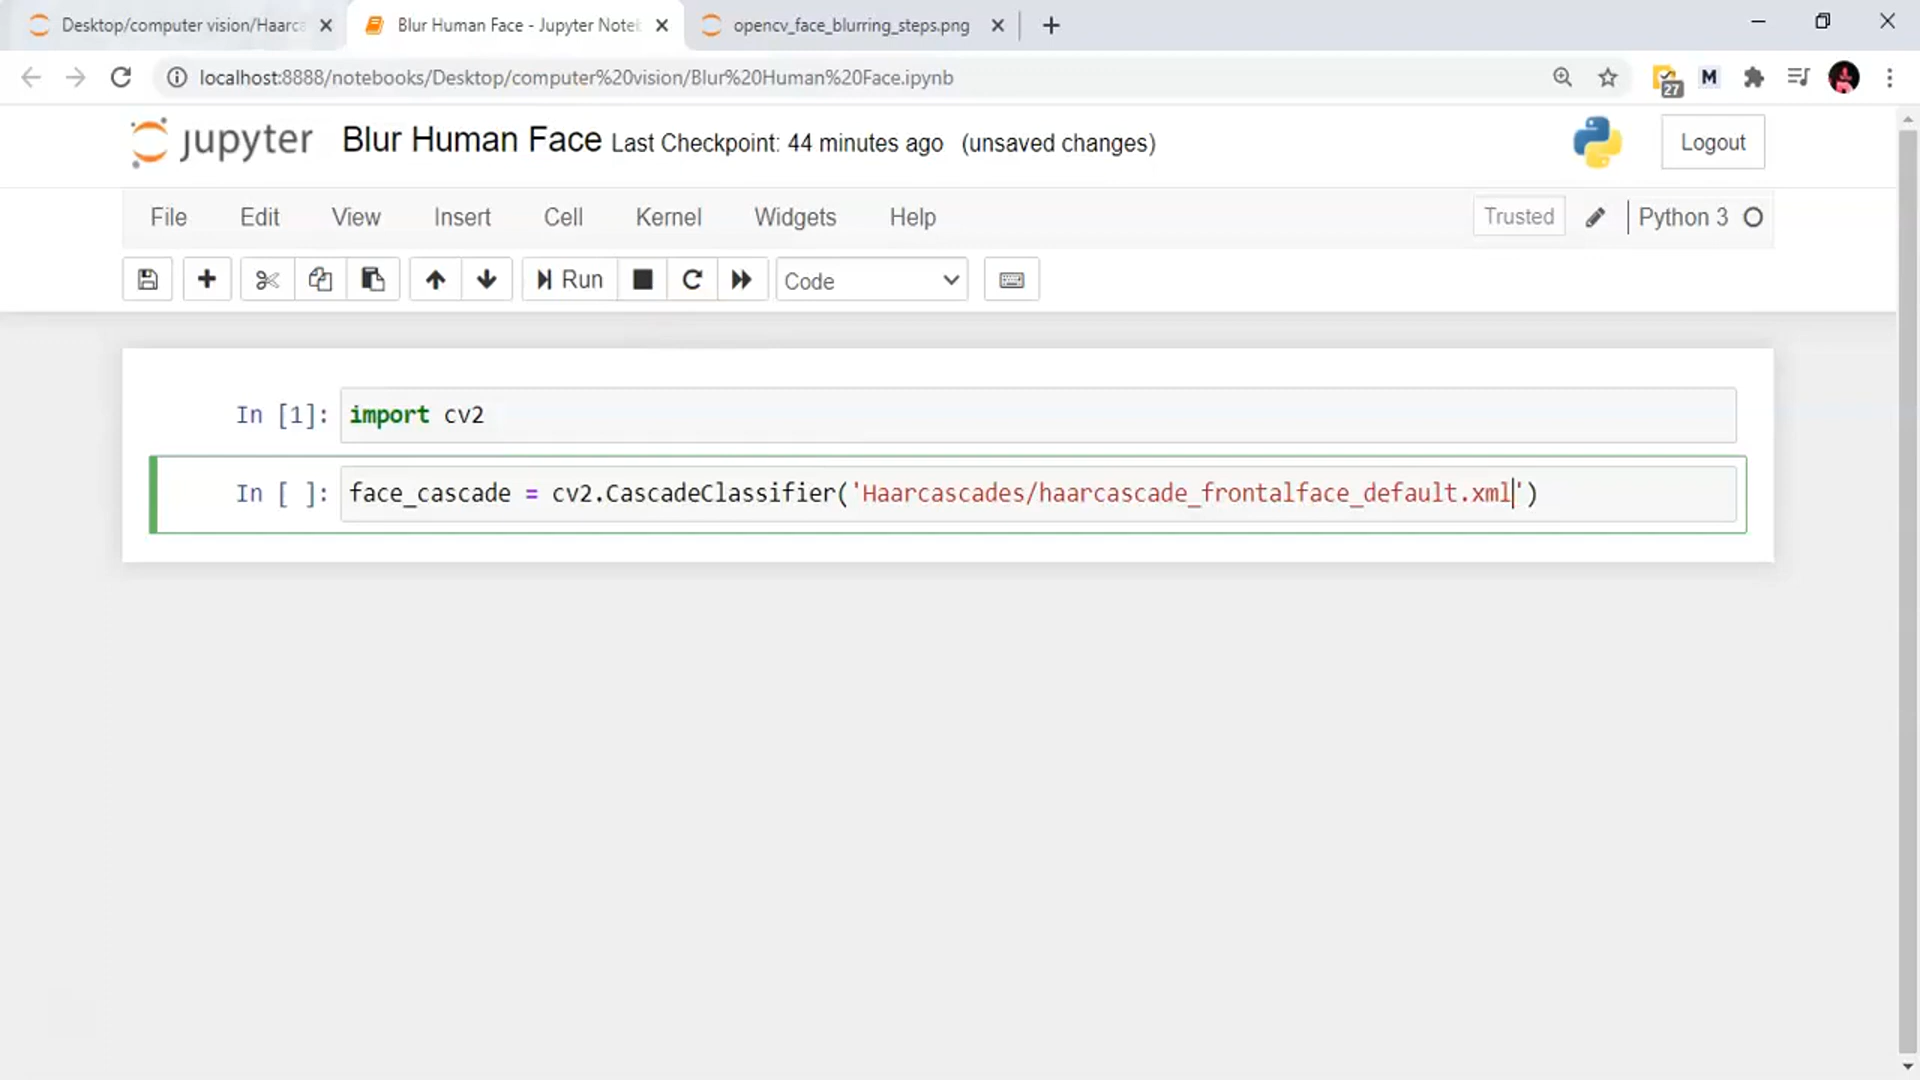 Desktop/computer vision/Haarca
Blur Human Face - Jupyter Note
opencv_face_blurring_steps.png
localhost:8888/notebooks/Desktop/computer%20vision/Blur%20Human%20Face.ipynb
27
M
jupyter Blur Human Face Last Checkpoint: 44 minutes ago (unsaved changes)
Logout
File Edit View Insert Cell Kernel Widgets Help
Trusted
Python 3
Run
Code
In [1]: import cv2
In [ ]: face_cascade = cv2.CascadeClassifier('Haarcascades/haarcascade_frontalface_default.xml')